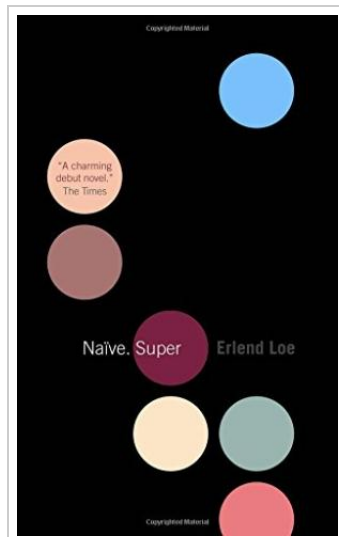 Copyrighted Material
"A charming
debut novel."
The Times
Naïve. Super Erlend Loe
Copyrighted Material